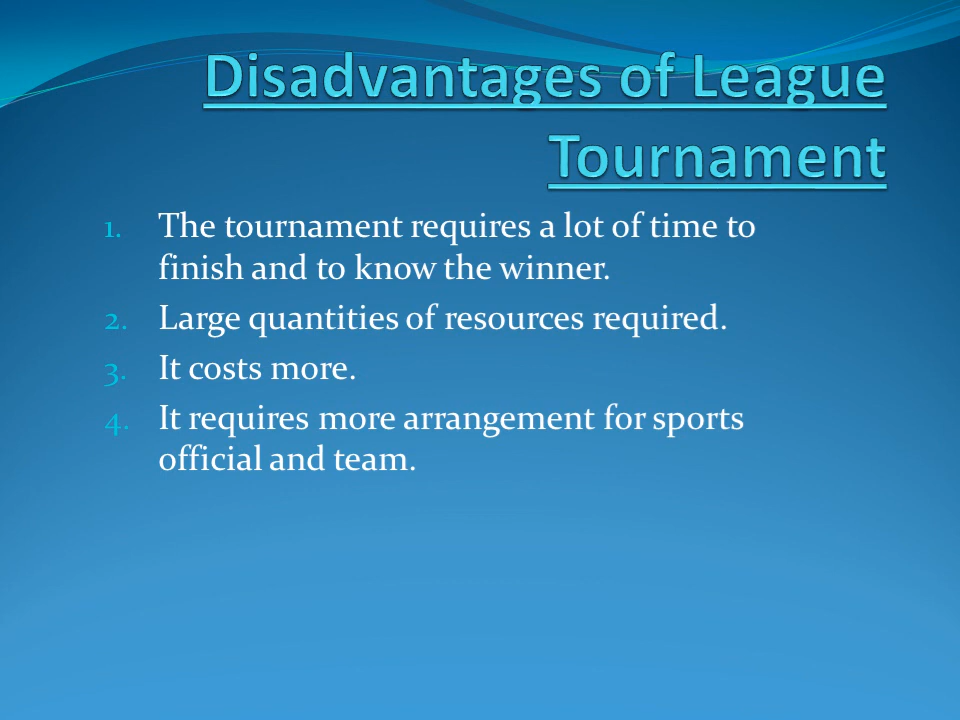 Disadvantages of League
Tournament
1. The tournament requires a lot of time to
finish and to know the winner.
2. Large quantities of resources required.
3. It costs more.
4. It requires more arrangement for sports
official and team.